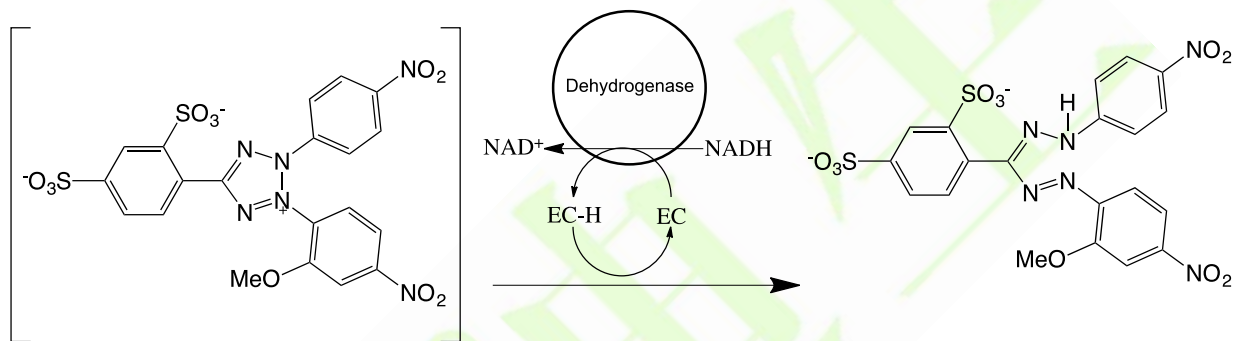 NO₂
SO₃⁻
⁻O₃S
N
N
N
N
+
MeO
NO₂
Dehydrogenase
NAD⁺
NADH
EC-H
EC
SO₃⁻
⁻O₃S
N
N
H
N
N
MeO
NO₂
NO₂